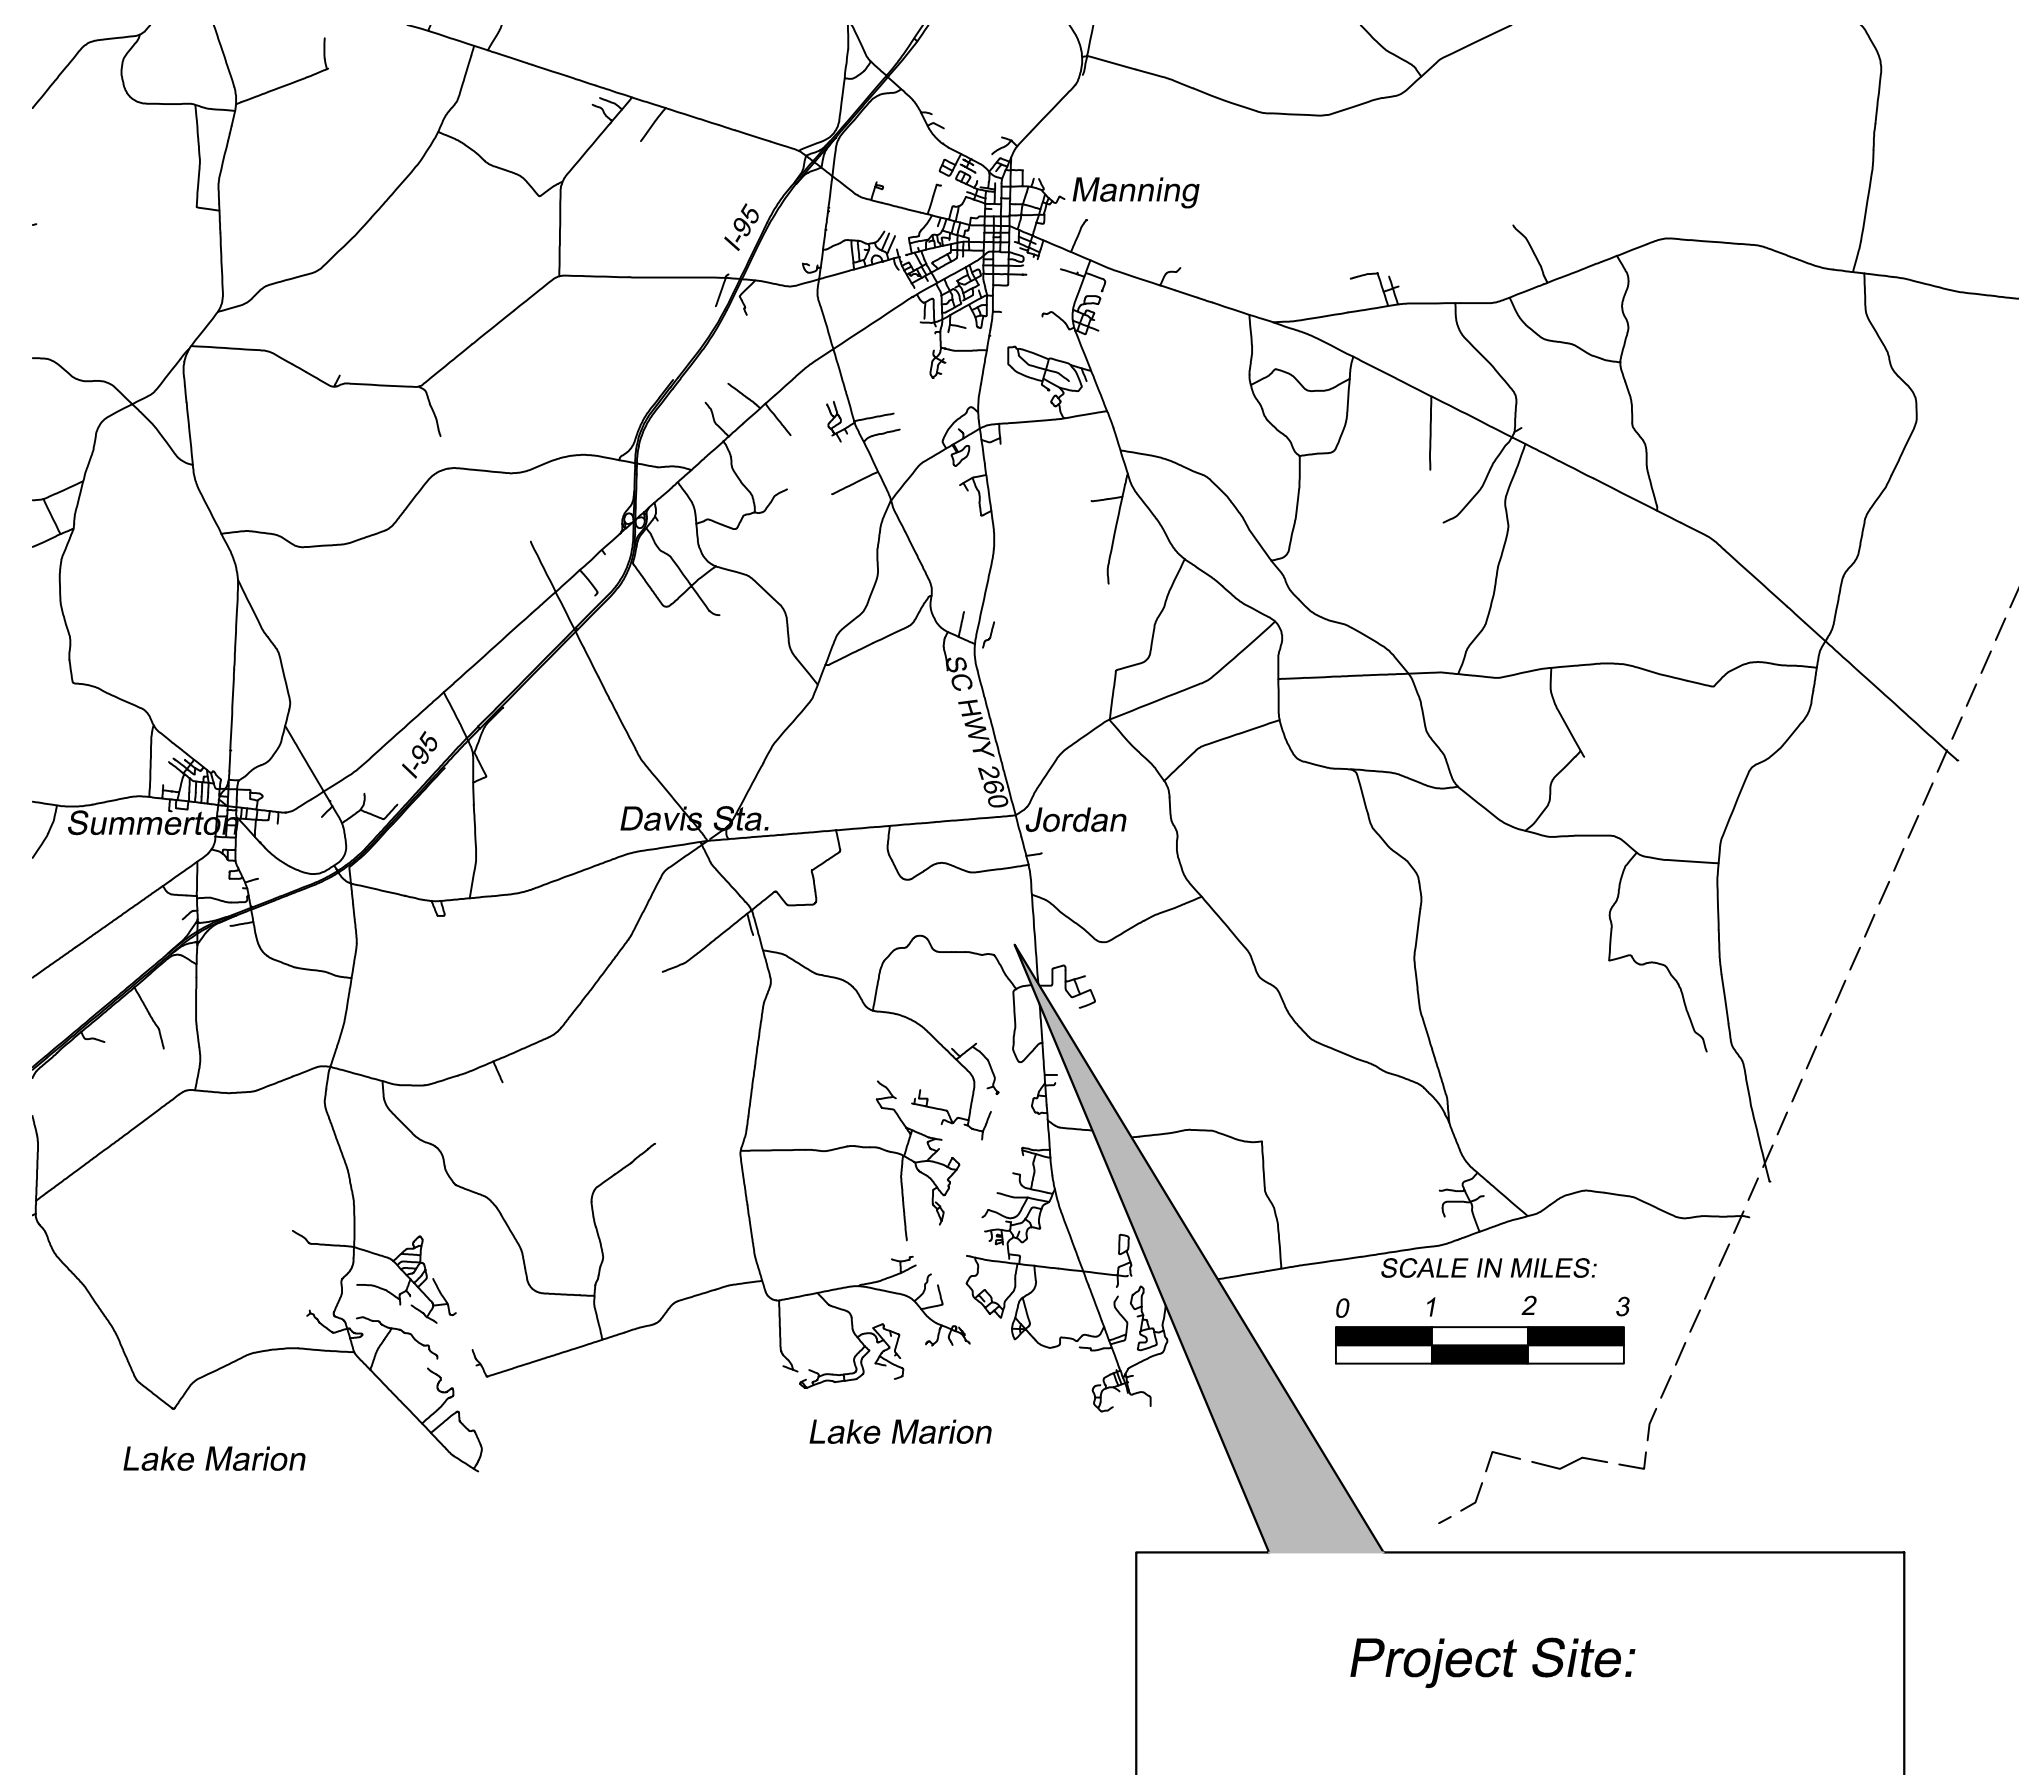 Manning
I-95
SC HWY 260
I-95
Summerton
Davis Sta.
Jordan
SCALE IN MILES:
0 1 2 3
Lake Marion
Lake Marion
Project Site: